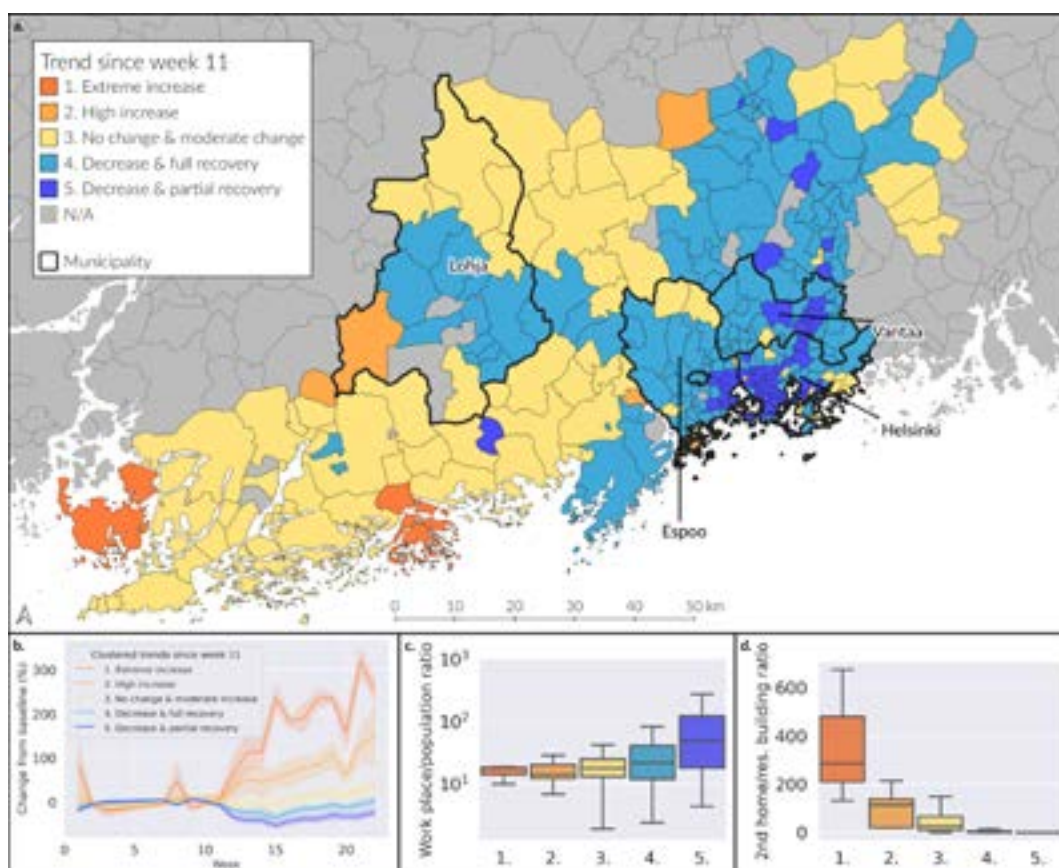 a.
Trend since week 11
1. Extreme increase
2. High increase
3. No change & moderate change
4. Decrease & full recovery
5. Decrease & partial recovery
N/A
Municipality
Lohja
Vantaa
Helsinki
Espoo
0 10 20 30 40 50 km
b.
Clustered trends since week 11
1. Extreme increase
2. High increase
3. No change & moderate increase
4. Decrease & full recovery
5. Decrease & partial recovery
Change from baseline (%)
300
200
100
0
0 5 10 15 20
Week
c.
Work place/population ratio
10³
10²
10¹
1. 2. 3. 4. 5.
d.
2nd home/res. building ratio
600
400
200
0
1. 2. 3. 4. 5.